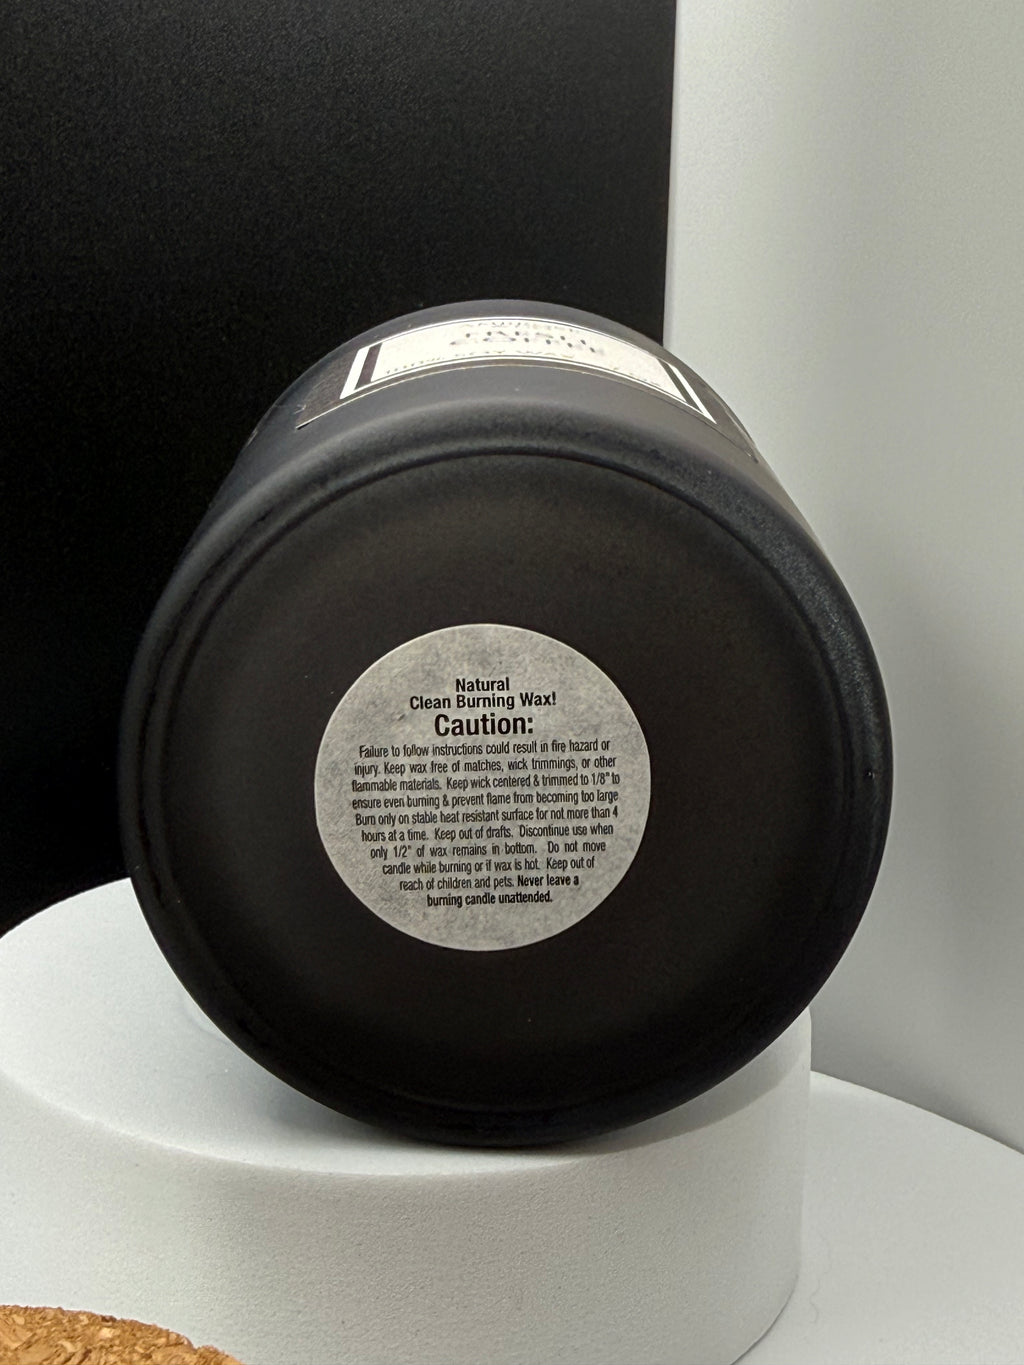 COFFEE
100% SOY WAX
Natural
Clean Burning Wax!
Caution:
Failure to follow instructions could result in fire hazard or
injury. Keep wax free of matches, wick trimmings, or other
flammable materials. Keep wick centered & trimmed to 1/8" to
ensure even burning & prevent flame from becoming too large
Burn only on stable heat resistant surface for not more than 4
hours at a time. Keep out of drafts. Discontinue use when
only 1/2" of wax remains in bottom. Do not move
candle while burning or if wax is hot. Keep out of
reach of children and pets. Never leave a
burning candle unattended.